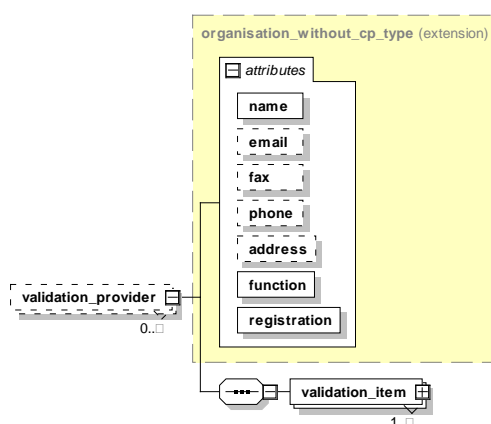 organisation_without_cp_type (extension)
attributes
name
email
fax
phone
address
function
registration
validation_provider
0..□
validation_item
1..□